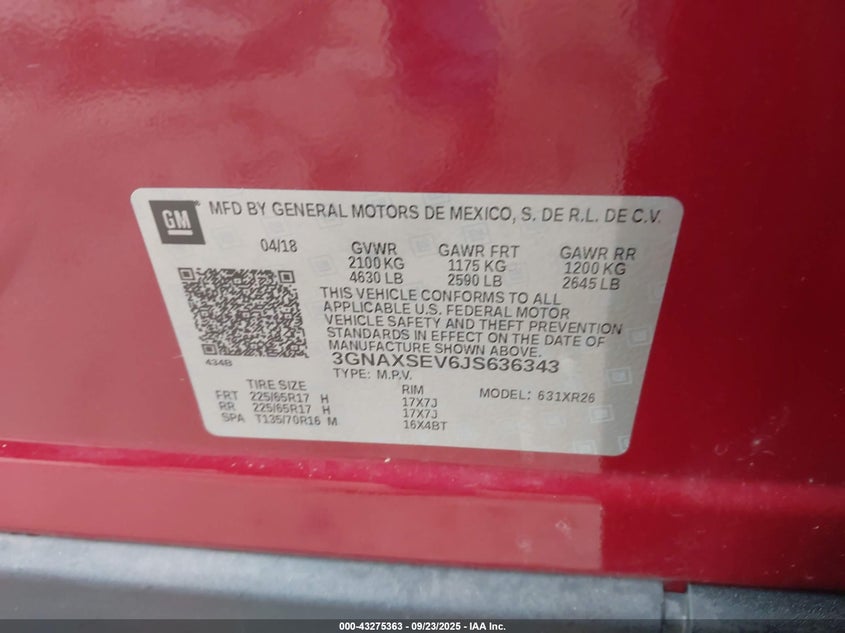 GM
MFD BY GENERAL MOTORS DE MEXICO, S. DE R.L. DE C.V.
04/18 GVWR GAWR FRT GAWR RR
2100 KG 1175 KG 1200 KG
4630 LB 2590 LB 2645 LB
THIS VEHICLE CONFORMS TO ALL
APPLICABLE U.S. FEDERAL MOTOR
VEHICLE SAFETY AND THEFT PREVENTION
STANDARDS IN EFFECT ON THE DATE OF
MANUFACTURE SHOWN ABOVE.
434B
3GNAXSEV6JS636343
TYPE: M.P.V.
TIRE SIZE RIM MODEL: 631XR26
FRT 225/65R17 H 17X7J
RR 225/65R17 H 17X7J
SPA T135/70R16 M 16X4BT
000-43275363 - 09/23/2025 - IAA Inc.